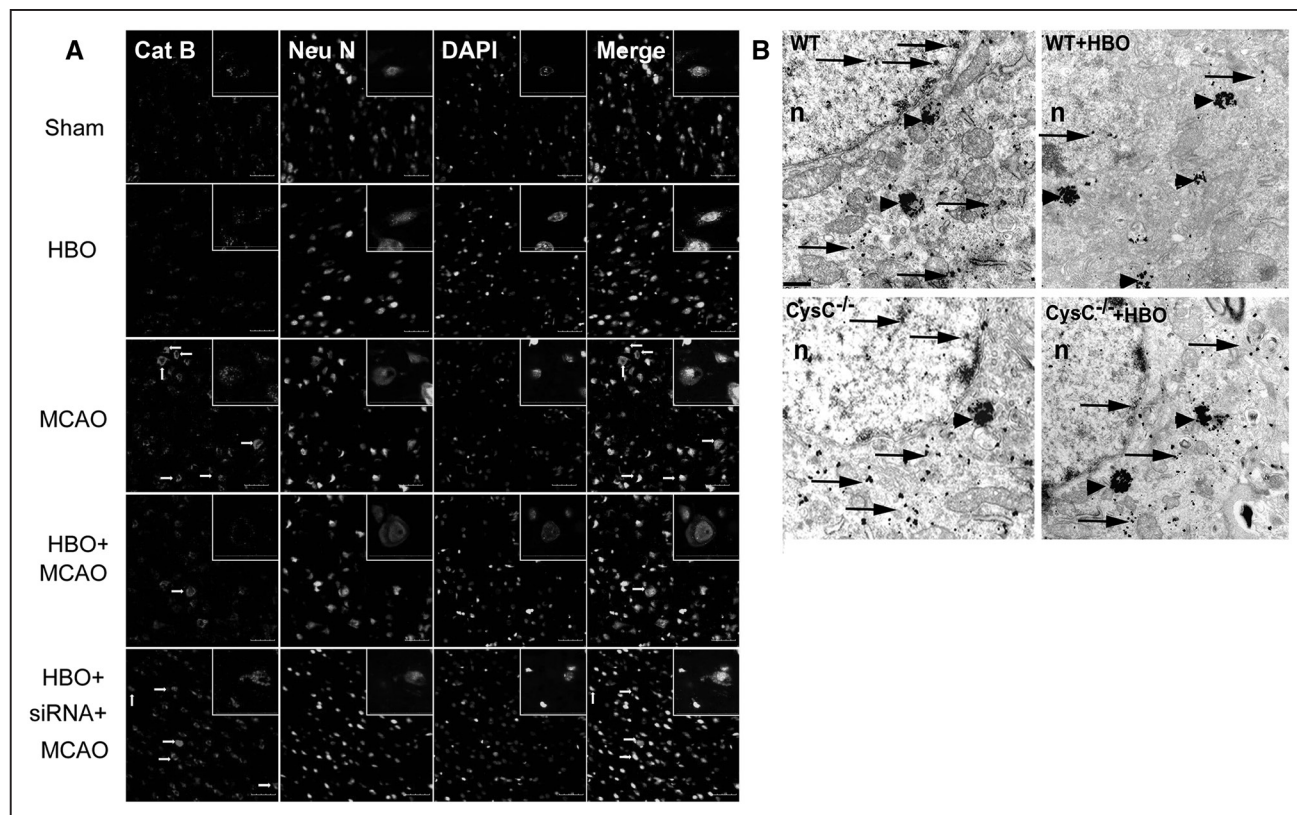 A
Cat B Neu N DAPI Merge
Sham
HBO
MCAO
HBO+
MCAO
HBO+
siRNA+
MCAO
B
WT
n
WT+HBO
n
CysC-/-
n
CysC-/-+HBO
n